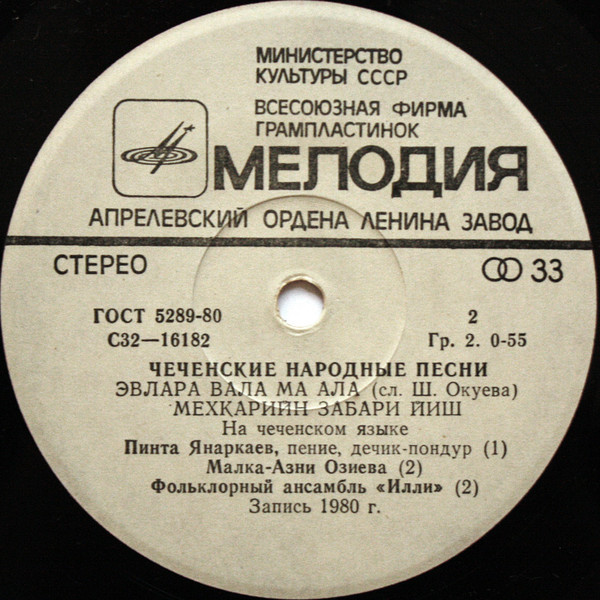 МИНИСТЕРСТВО
КУЛЬТУРЫ СССР
ВСЕСОЮЗНАЯ ФИРМА
ГРАМПЛАСТИНОК
МЕЛОДИЯ
АПРЕЛЕВСКИЙ ОРДЕНА ЛЕНИНА ЗАВОД
СТЕРЕО 33
ГОСТ 5289-80 2
С32—16182 Гр. 2. 0-55
ЧЕЧЕНСКИЕ НАРОДНЫЕ ПЕСНИ
ЭВЛАРА ВАЛА МА АЛА (сл. Ш. Окуева)
МЕХКАРИЙН ЗАБАРИ ЙИШ
На чеченском языке
Пинта Янаркаев, пение, дечик-пондур (1)
Малка-Азни Озиева (2)
Фольклорный ансамбль «Илли» (2)
Запись 1980 г.